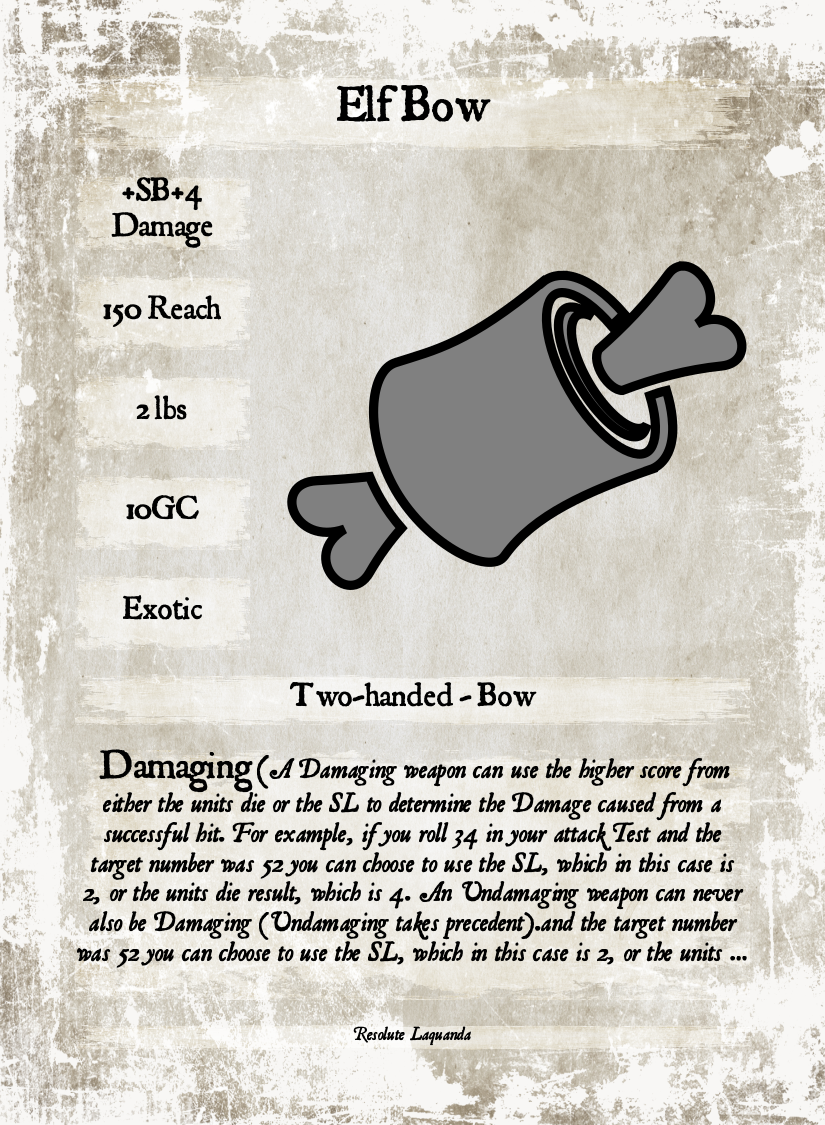 Elf Bow
+SB+4
Damage
150 Reach
2 lbs
10GC
Exotic
Two-handed - Bow
Damaging (A Damaging weapon can use the higher score from
either the units die or the SL to determine the Damage caused from a
successful hit. For example, if you roll 34 in your attack Test and the
target number was 52 you can choose to use the SL, which in this case is
2, or the units die result, which is 4. An Undamaging weapon can never
also be Damaging (Undamaging takes precedent).and the target number
was 52 you can choose to use the SL, which in this case is 2, or the units ...
Resolute Laquanda